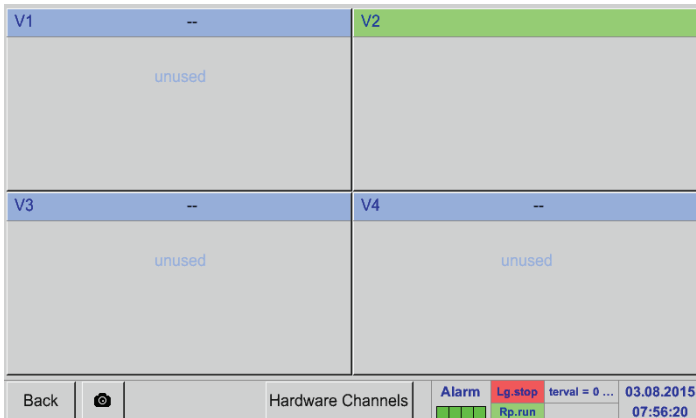 V1 --
V2
unused
V3 --
V4 --
unused
unused
Back
Hardware Channels
Alarm
Lg.stop
terval = 0 ...
03.08.2015
Rp.run
07:56:20